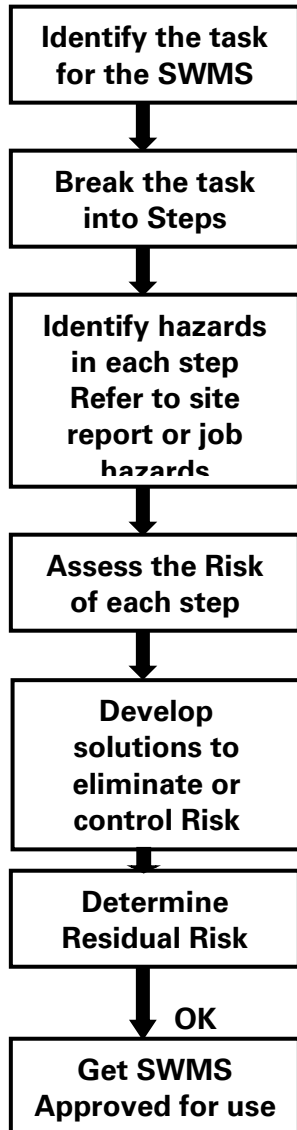 Identify the task
for the SWMS
Break the task
into Steps
Identify hazards
in each step
Refer to site
report or job
hazards
Assess the Risk
of each step
Develop
solutions to
eliminate or
control Risk
Determine
Residual Risk
OK
Get SWMS
Approved for use